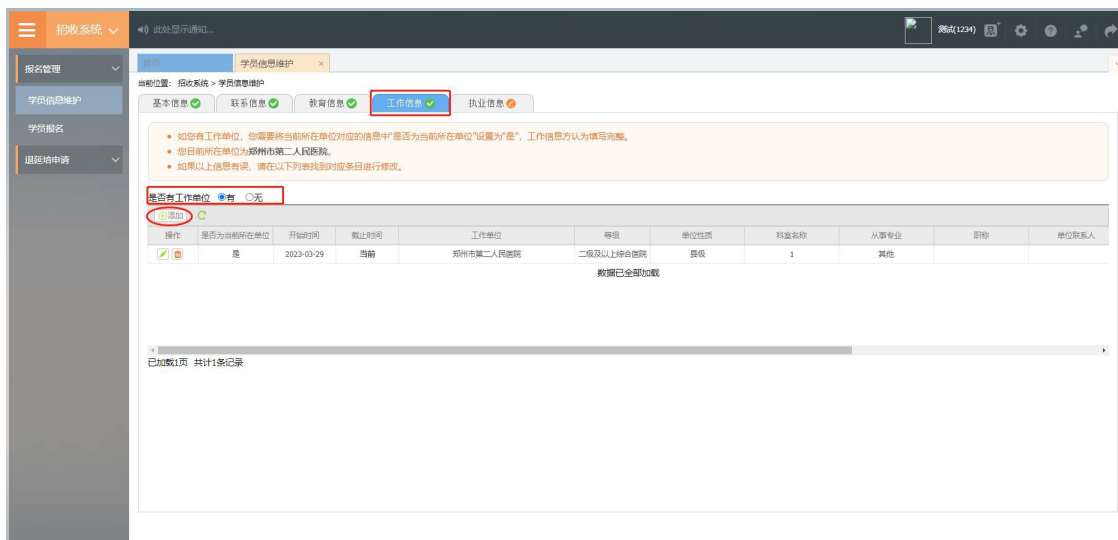 招收系统
此处显示通知...
测试(1234)
报名管理
学员信息维护
学员报名
退延培申请
首页
学员信息维护 ×
当前位置: 招收系统 > 学员信息维护
基本信息
联系信息
教育信息
工作信息
执业信息
如您有工作单位, 您需要将当前所在单位对应的信息中"是否为当前所在单位"设置为"是", 工作信息方认为填写完整。
您目前所在单位为郑州市第二人民医院。
如果以上信息有误, 请在以下列表找到对应条目进行修改。
是否有工作单位 有 无
添加
操作 是否为当前所在单位 开始时间 截止时间 工作单位 等级 单位性质 科室名称 从事专业 职称 单位联系人
是 2023-03-29 当前 郑州市第二人民医院 二级及以上综合医院 县级 1 其他
数据已全部加载
已加载1页 共计1条记录